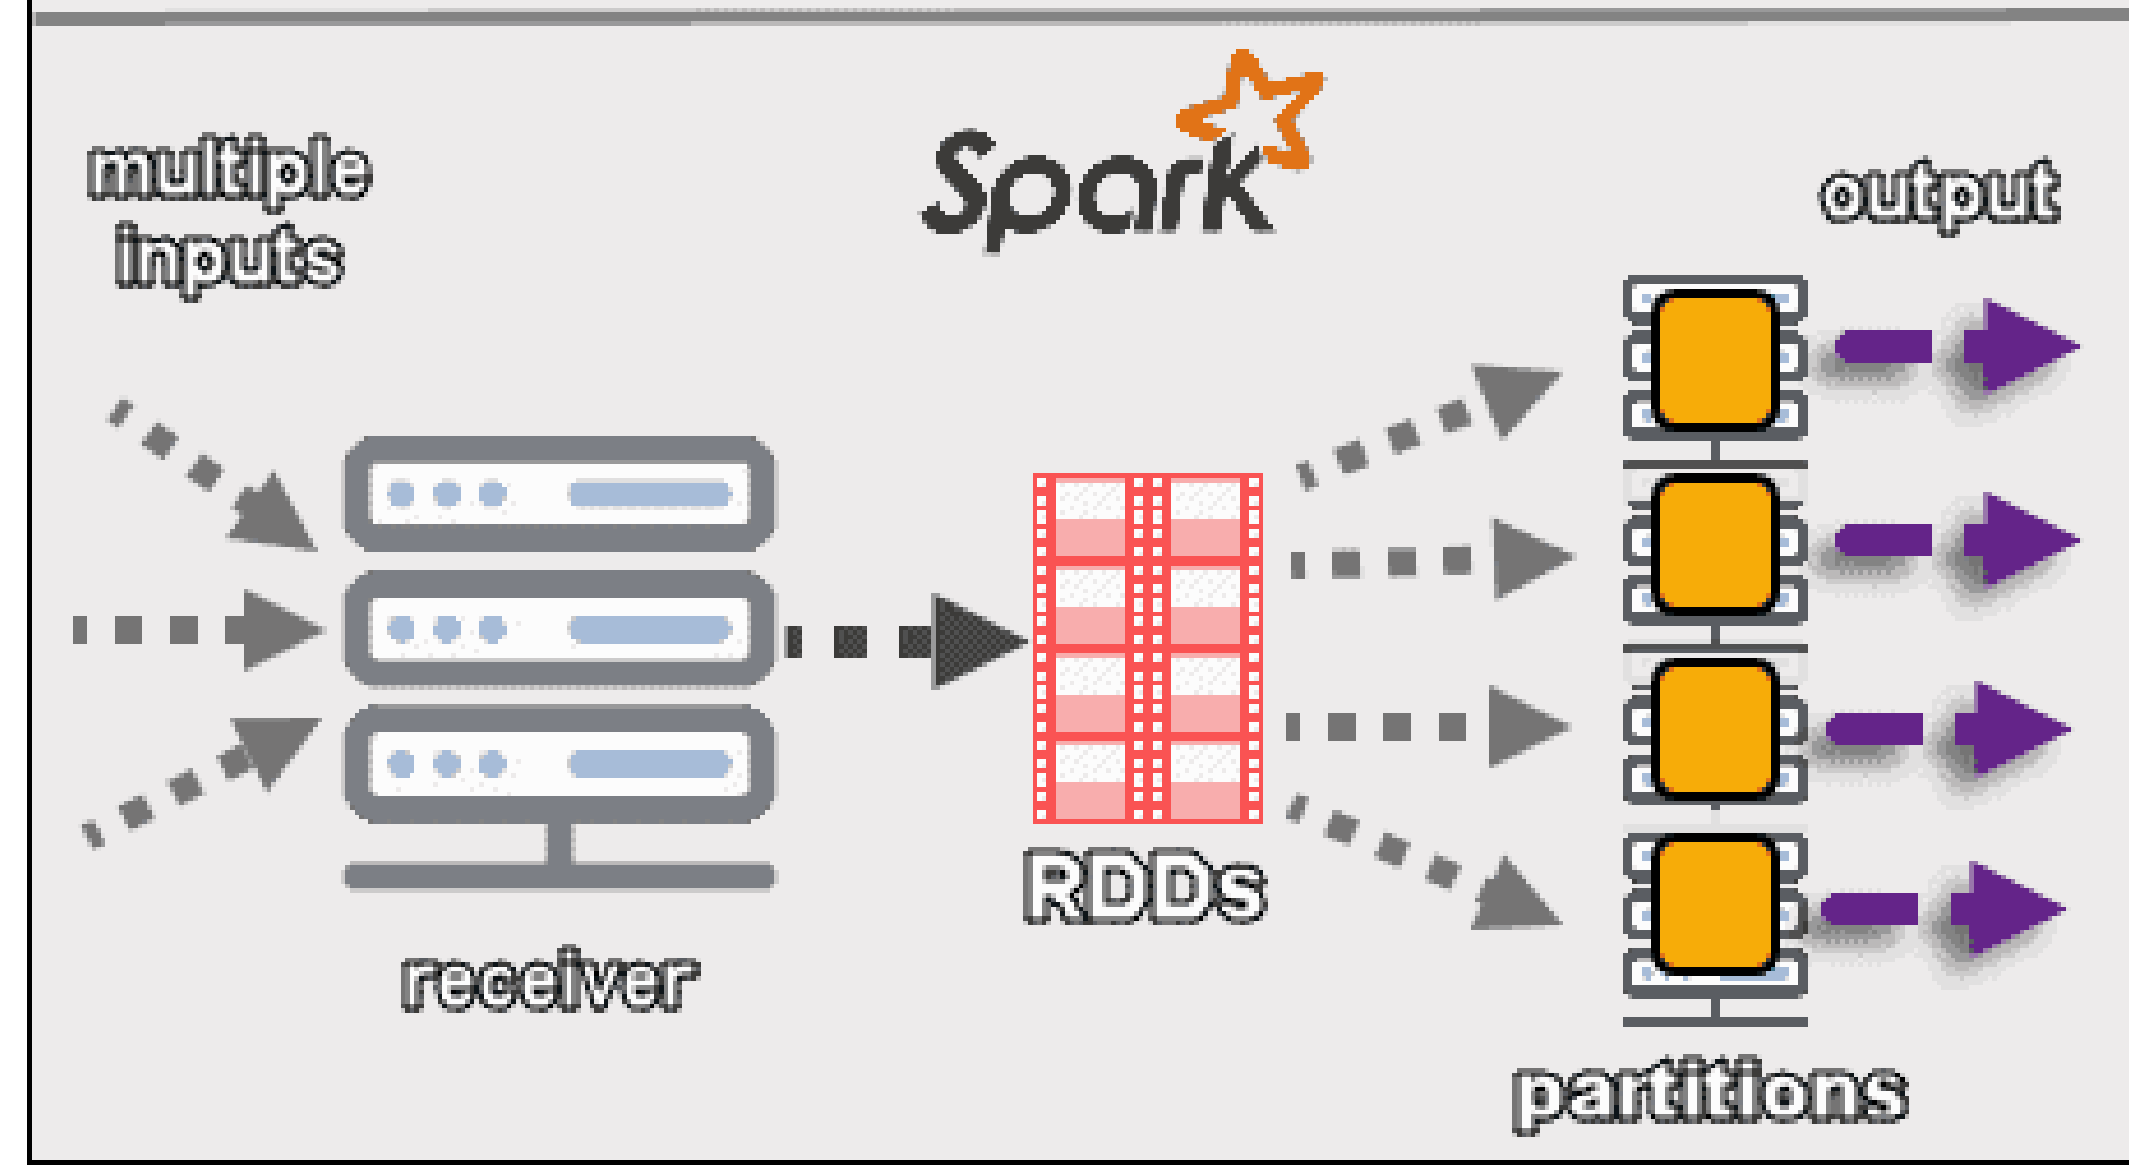 multiple
inputs
Spark
output
RDDs
receiver
partitions